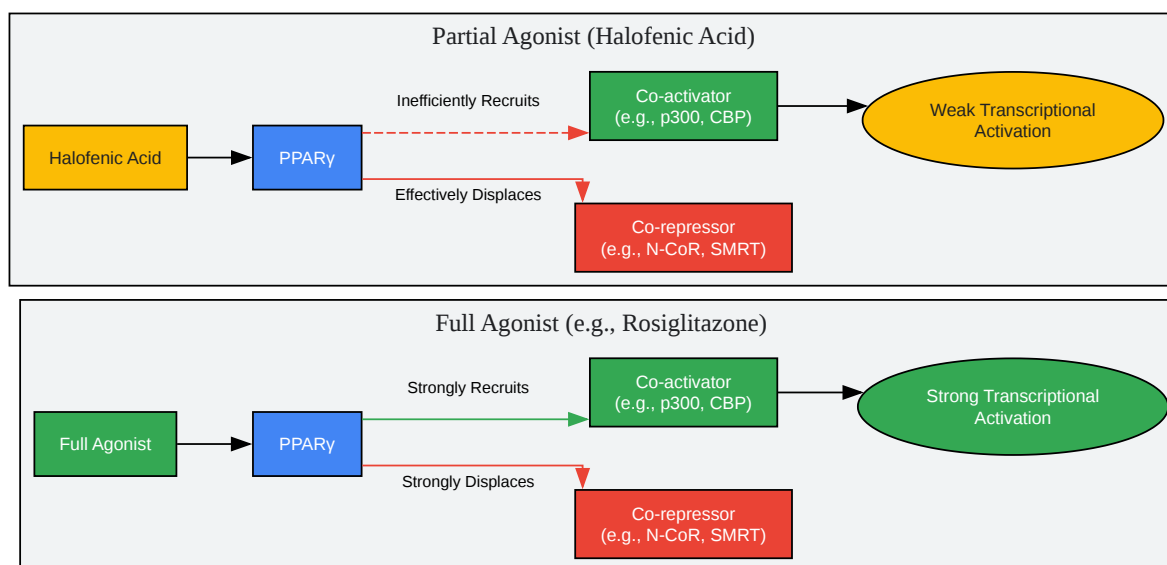 Partial Agonist (Halofenic Acid)
Halofenic Acid
PPARγ
Inefficiently Recruits
Effectively Displaces
Co-activator
(e.g., p300, CBP)
Co-repressor
(e.g., N-CoR, SMRT)
Weak Transcriptional
Activation
Full Agonist (e.g., Rosiglitazone)
Full Agonist
PPARγ
Strongly Recruits
Strongly Displaces
Co-activator
(e.g., p300, CBP)
Co-repressor
(e.g., N-CoR, SMRT)
Strong Transcriptional
Activation